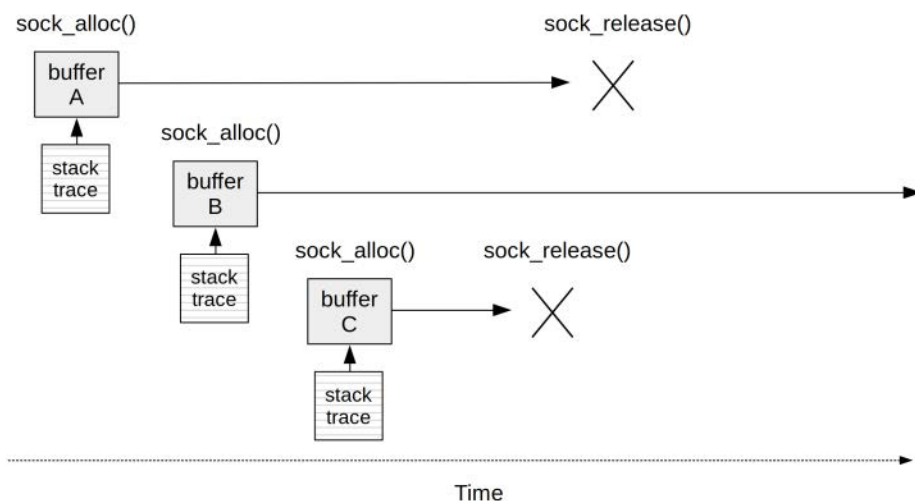 sock_alloc()
sock_release()
buffer
A
stack
trace
sock_alloc()
buffer
B
stack
trace
sock_alloc()
sock_release()
buffer
C
stack
trace
Time